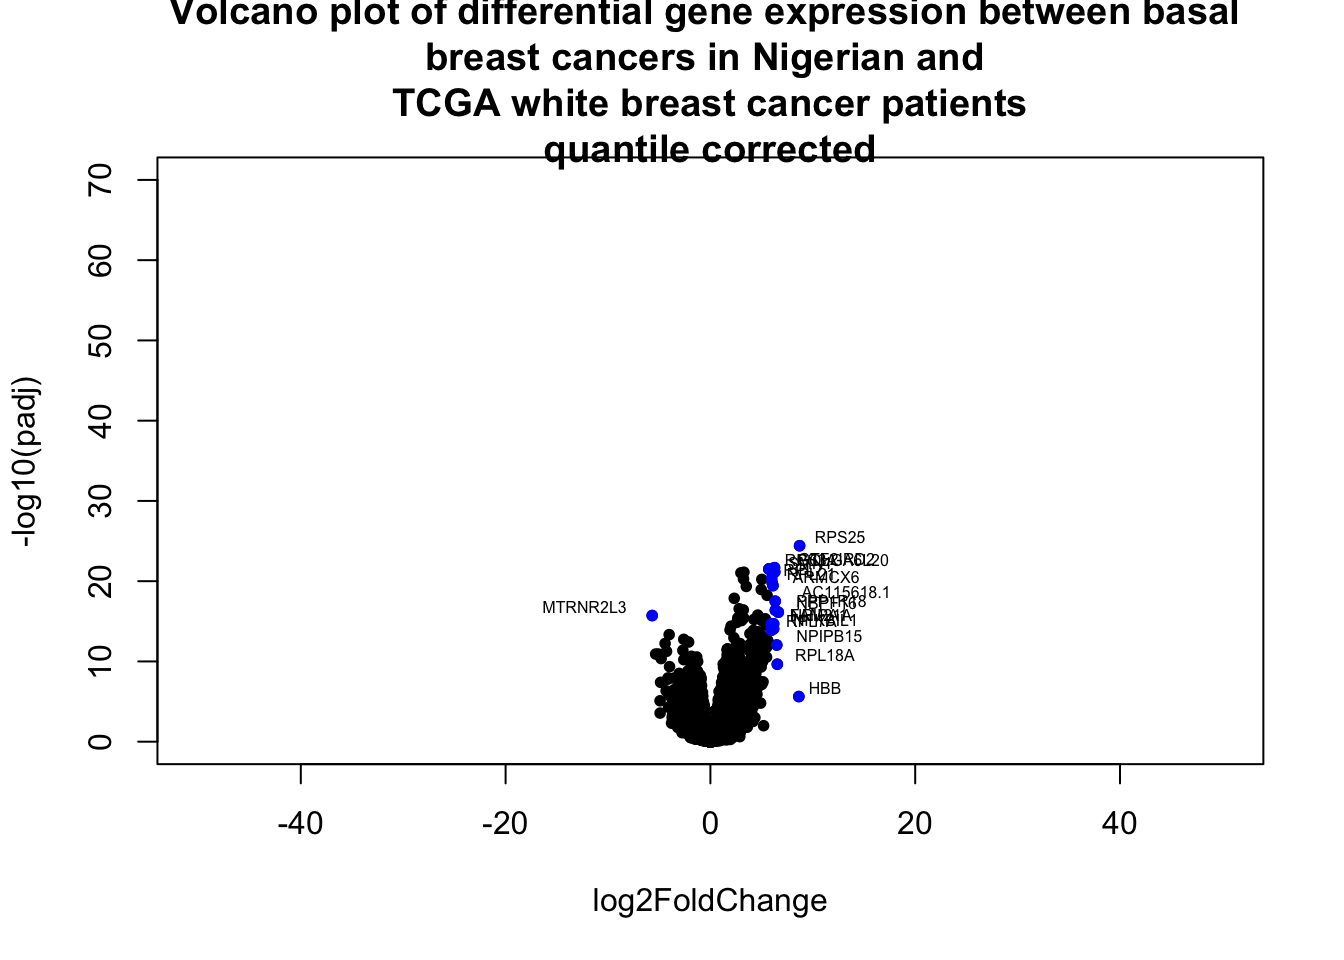 Volcano plot of differential gene expression between basal
breast cancers in Nigerian and
TCGA white breast cancer patients
quantile corrected
-log10(padj)
70
60
50
40
30
20
10
0
RPS25
ARMCX6
AC115618.1
MTRNR2L3
NPIPB15
RPL18A
HBB
-40
-20
0
20
40
log2FoldChange